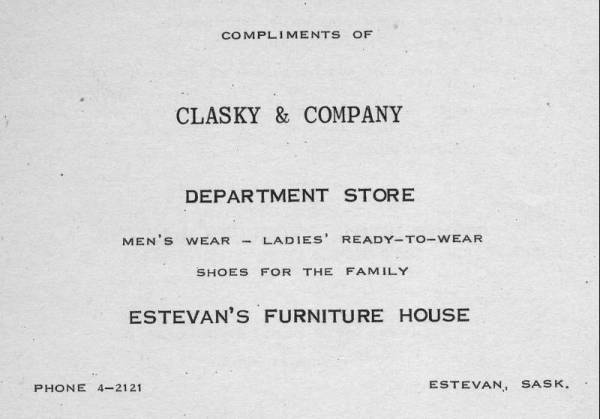 COMPLIMENTS OF
CLASKY & COMPANY
DEPARTMENT STORE
MEN'S WEAR – LADIES' READY–TO–WEAR
SHOES FOR THE FAMILY
ESTEVAN'S FURNITURE HOUSE
PHONE 4–2121
ESTEVAN, SASK.